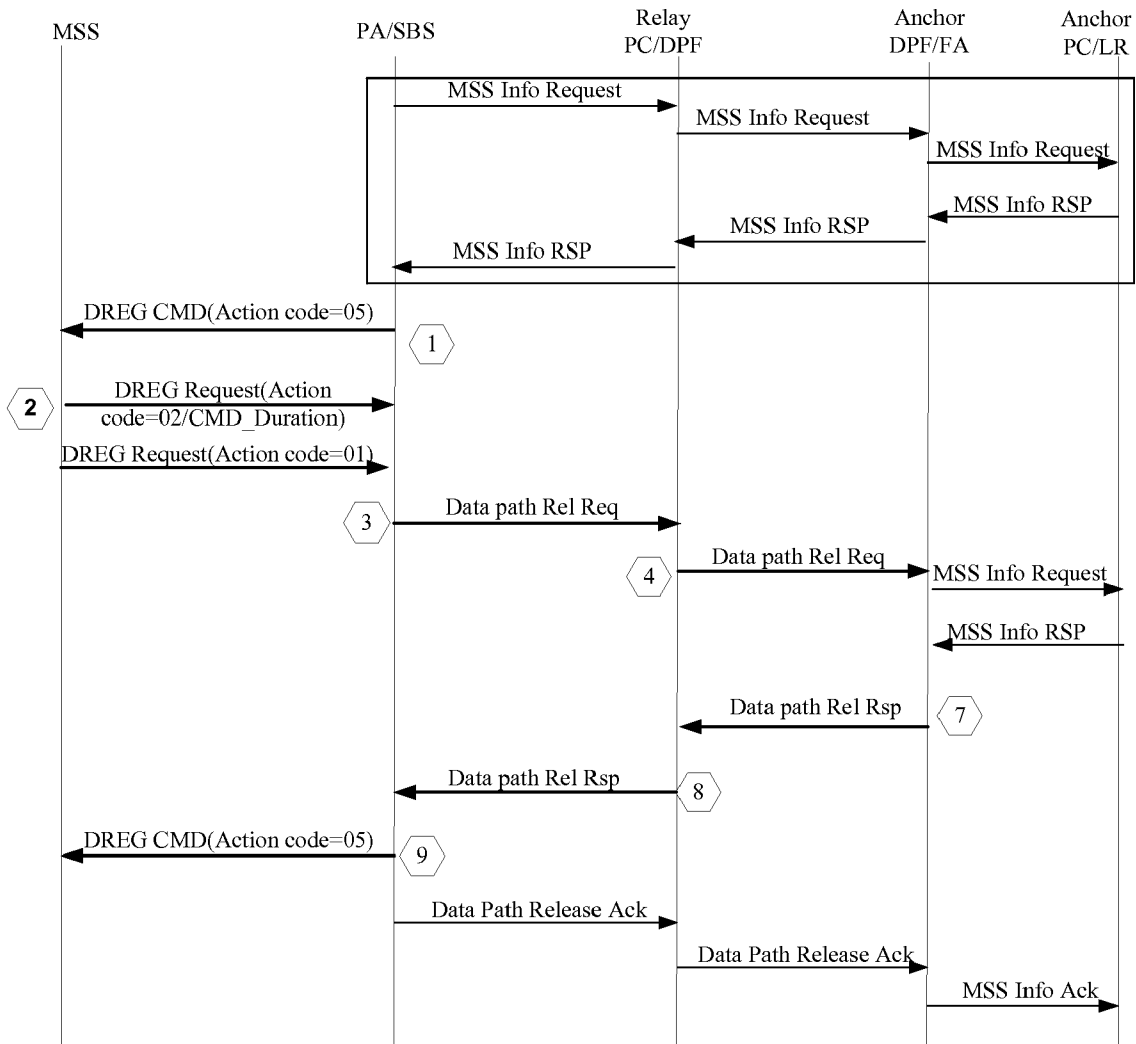 MSS
PA/SBS
Relay
PC/DPF
Anchor
DPF/FA
Anchor
PC/LR
MSS Info Request
MSS Info Request
MSS Info Request
MSS Info RSP
MSS Info RSP
MSS Info RSP
DREG CMD(Action code=05)
1
2
DREG Request(Action
code=02/CMD_Duration)
DREG Request(Action code=01)
3
Data path Rel Req
4
Data path Rel Req
MSS Info Request
MSS Info RSP
Data path Rel Rsp
7
Data path Rel Rsp
8
DREG CMD(Action code=05)
9
Data Path Release Ack
Data Path Release Ack
MSS Info Ack